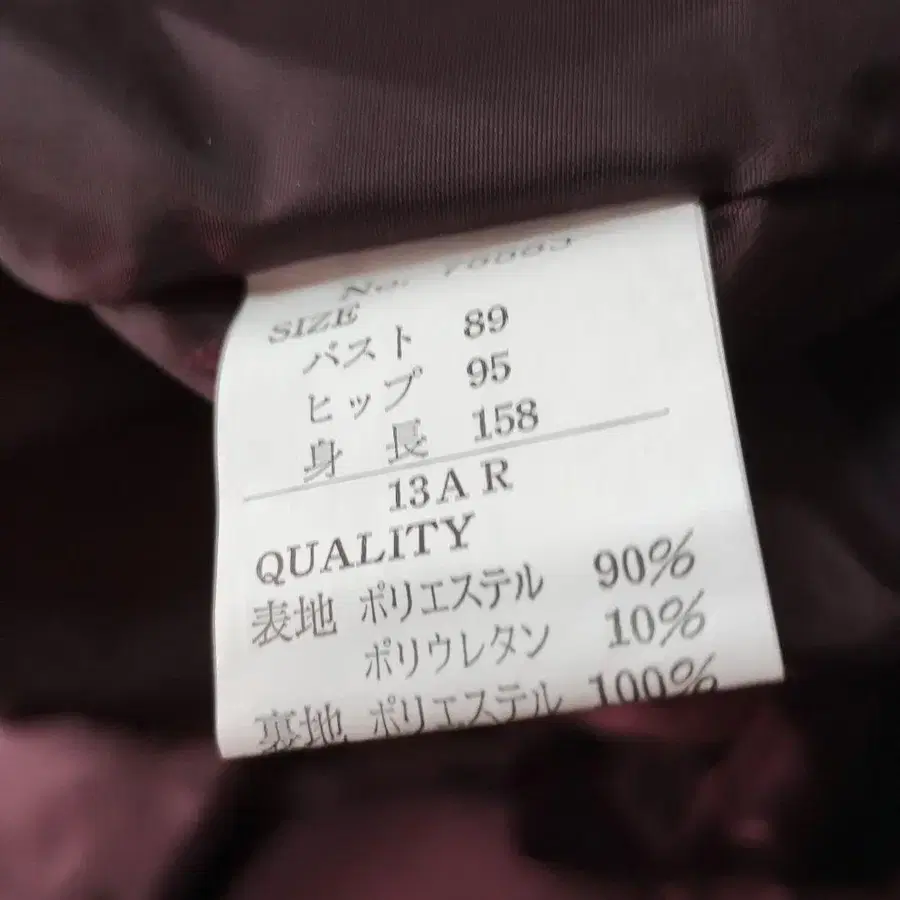 No.
SIZE
バスト 89
ヒップ 95
身 長 158
13AR
QUALITY
表地 ポリエステル 90%
ポリウレタン 10%
裏地 ポリエステル 100%